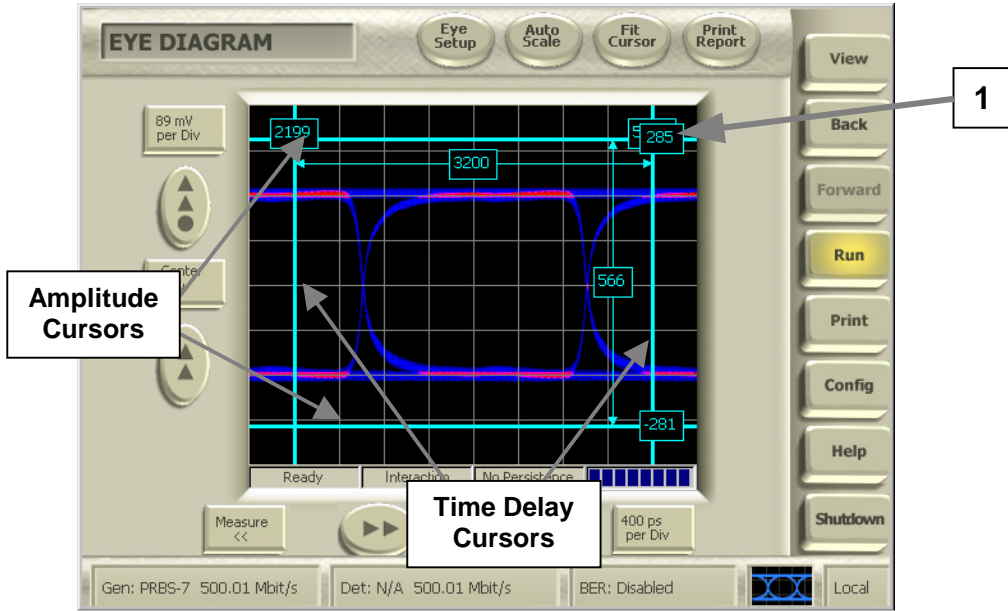 EYE DIAGRAM
Eye
Setup
Auto
Scale
Fit
Cursor
Print
Report
View
1
89 mV
per Div
Back
2199
285
3200
Forward
Run
566
Amplitude
Cursors
Print
Config
-281
Help
Ready
Interaction
No Persistence
Time Delay
Cursors
Measure
<<
400 ps
per Div
Shutdown
Gen: PRBS-7 500.01 Mbit/s
Det: N/A 500.01 Mbit/s
BER: Disabled
Local